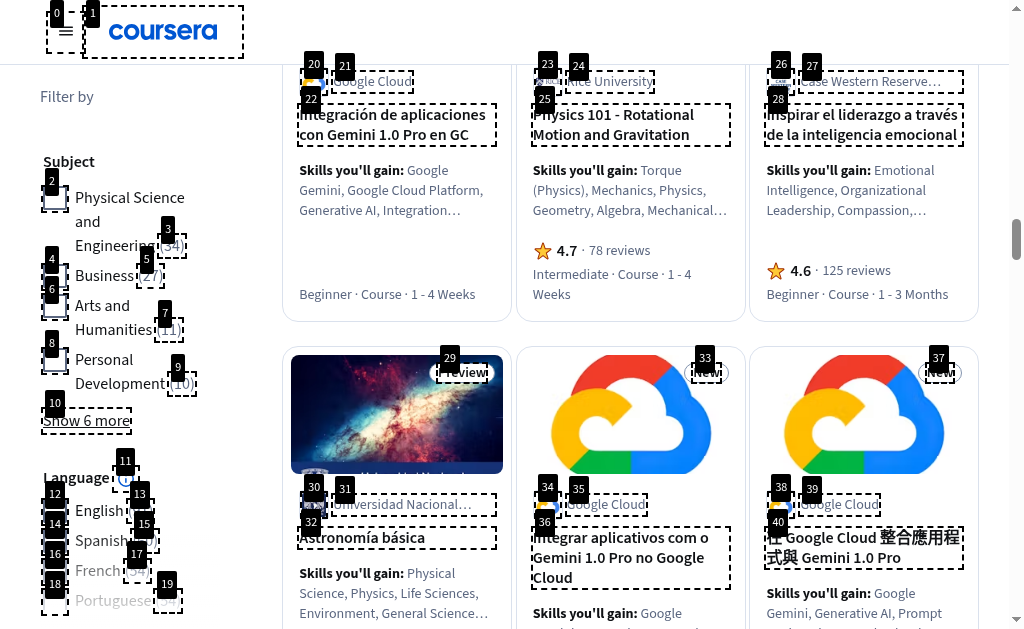 coursera
Filter by
Subject
Physical Science
and
Engineering (34)
Business (27)
Arts and
Humanities (11)
Personal
Development (10)
Show 6 more
Language
English
Spanish
French (54)
Portuguese (54)
Google Cloud
Integración de aplicaciones
con Gemini 1.0 Pro en GC
Skills you'll gain: Google
Gemini, Google Cloud Platform,
Generative AI, Integration…
Beginner · Course · 1 - 4 Weeks
Rice University
Physics 101 - Rotational
Motion and Gravitation
Skills you'll gain: Torque
(Physics), Mechanics, Physics,
Geometry, Algebra, Mechanical…
4.7 · 78 reviews
Intermediate · Course · 1 - 4
Weeks
Case Western Reserve…
Inspirar el liderazgo a través
de la inteligencia emocional
Skills you'll gain: Emotional
Intelligence, Organizational
Leadership, Compassion,…
4.6 · 125 reviews
Beginner · Course · 1 - 3 Months
Preview
Universidad Nacional…
Astronomía básica
Skills you'll gain: Physical
Science, Physics, Life Sciences,
Environment, General Science…
New
Google Cloud
Integrar aplicativos com o
Gemini 1.0 Pro no Google
Cloud
Skills you'll gain: Google
New
Google Cloud
在 Google Cloud 整合應用程
式與 Gemini 1.0 Pro
Skills you'll gain: Google
Gemini, Generative AI, Prompt
0
1
2
3
4
5
6
7
8
9
10
11
12
13
14
15
16
17
18
19
20
21
22
23
24
25
26
27
28
29
30
31
32
33
34
35
36
37
38
39
40